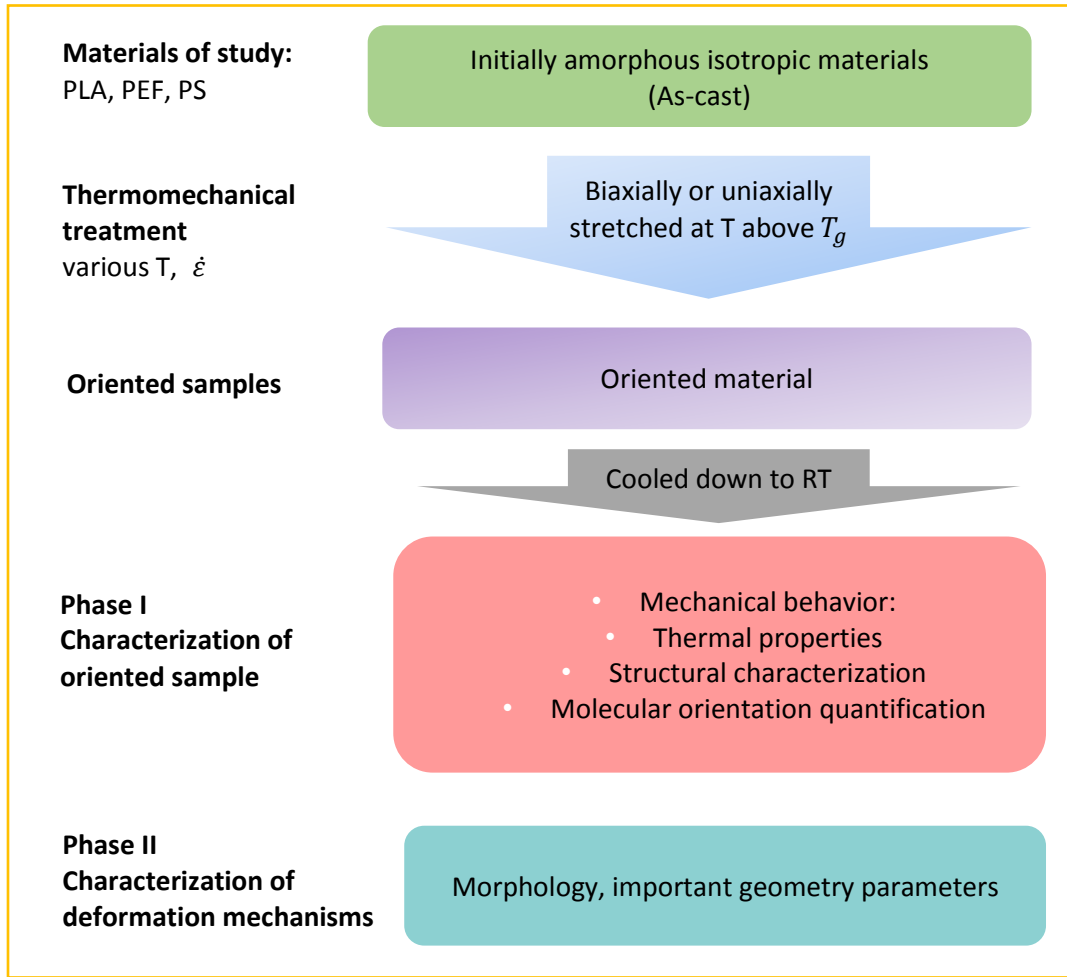 Materials of study:
PLA, PEF, PS
Initially amorphous isotropic materials
(As-cast)
Thermomechanical
treatment
various T, ε̇
Biaxially or uniaxially
stretched at T above T_g
Oriented samples
Oriented material
Cooled down to RT
Phase I
Characterization of
oriented sample
• Mechanical behavior:
• Thermal properties
• Structural characterization
• Molecular orientation quantification
Phase II
Characterization of
deformation mechanisms
Morphology, important geometry parameters